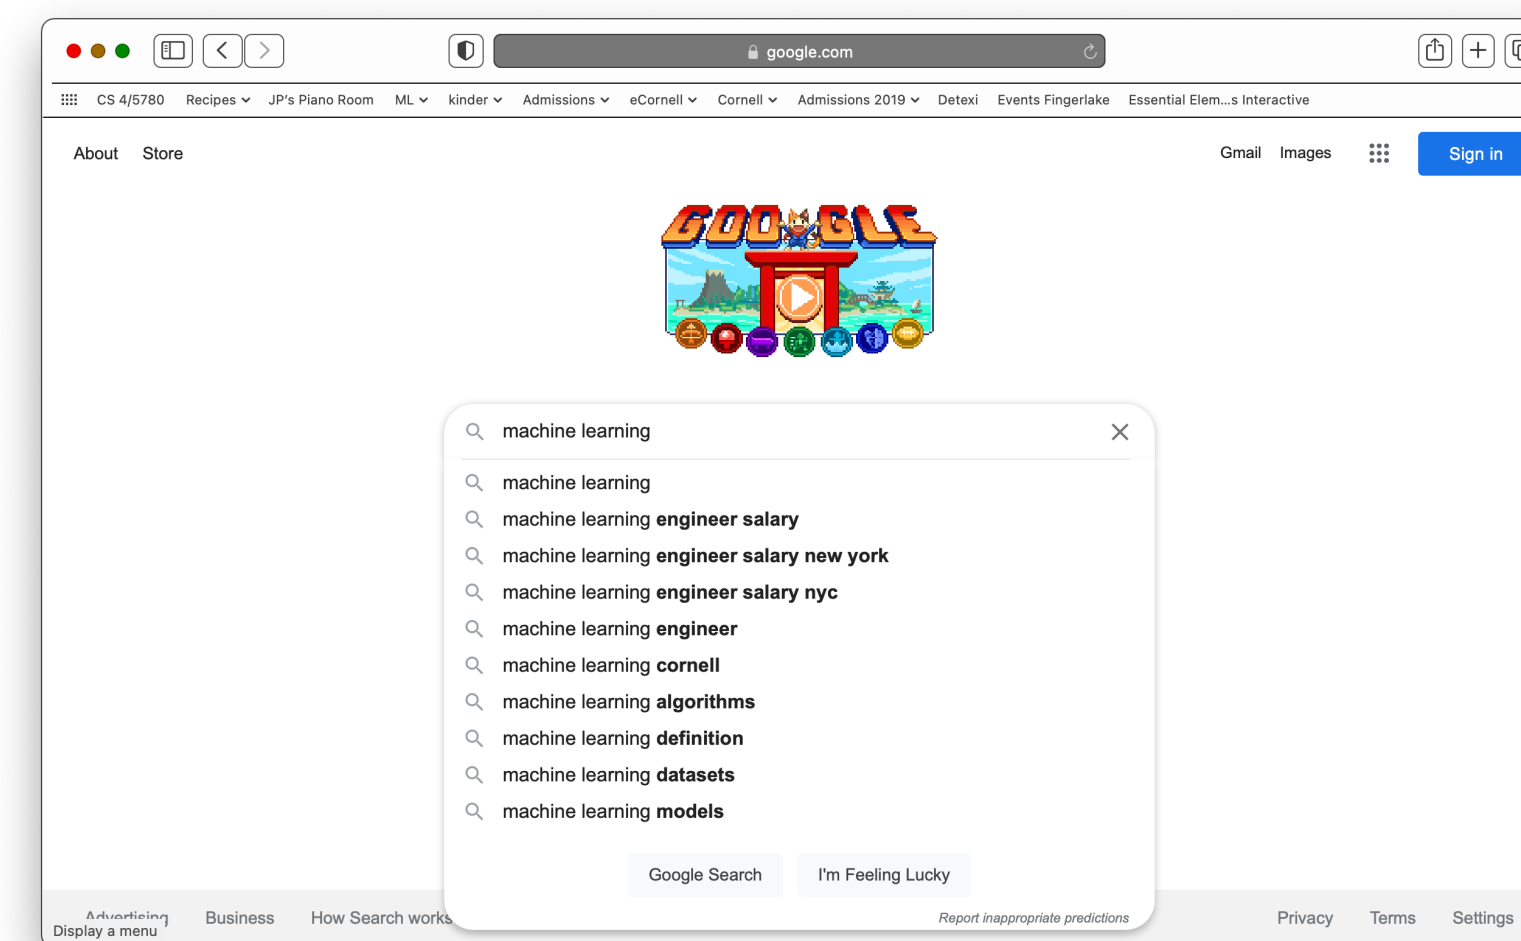 google.com
CS 4/5780 Recipes JP's Piano Room ML kinder Admissions eCornell Cornell Admissions 2019 Detexi Events Fingerlake Essential Elem...s Interactive
About Store Gmail Images Sign in
GOOGLE
machine learning
machine learning
machine learning engineer salary
machine learning engineer salary new york
machine learning engineer salary nyc
machine learning engineer
machine learning cornell
machine learning algorithms
machine learning definition
machine learning datasets
machine learning models
Google Search I'm Feeling Lucky
Report inappropriate predictions
Advertising Business How Search works Privacy Terms Settings
Display a menu